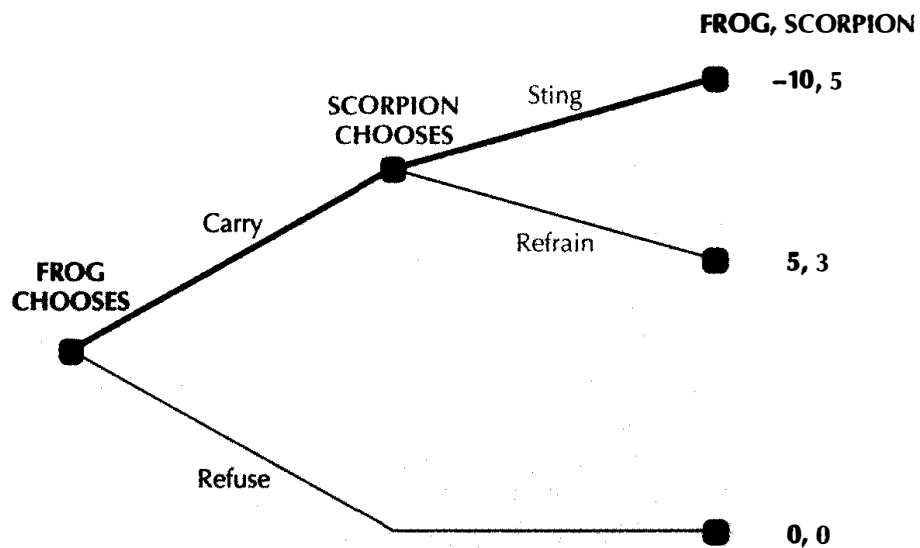 FROG, SCORPION
–10, 5
Sting
SCORPION
CHOOSES
Carry
Refrain
5, 3
FROG
CHOOSES
Refuse
0, 0